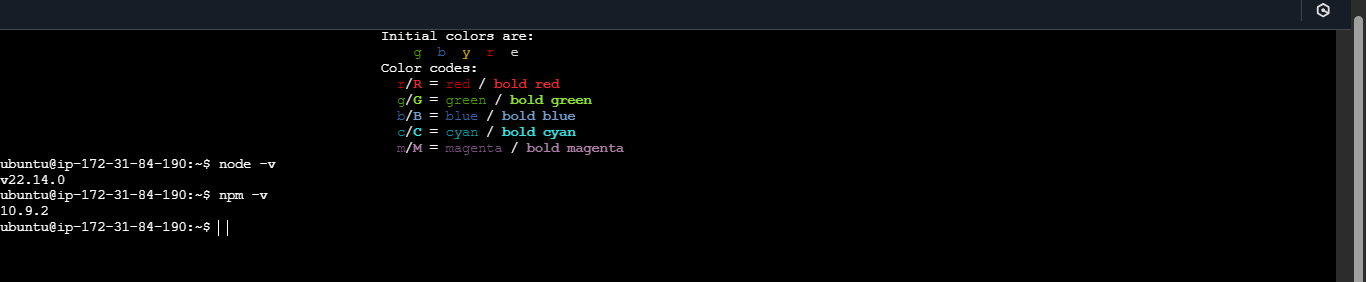 Initial colors are:
g b y r e
Color codes:
r/R = red / bold red
g/G = green / bold green
b/B = blue / bold blue
c/C = cyan / bold cyan
m/M = magenta / bold magenta
ubuntu@ip-172-31-84-190:~$ node -v
v22.14.0
ubuntu@ip-172-31-84-190:~$ npm -v
10.9.2
ubuntu@ip-172-31-84-190:~$